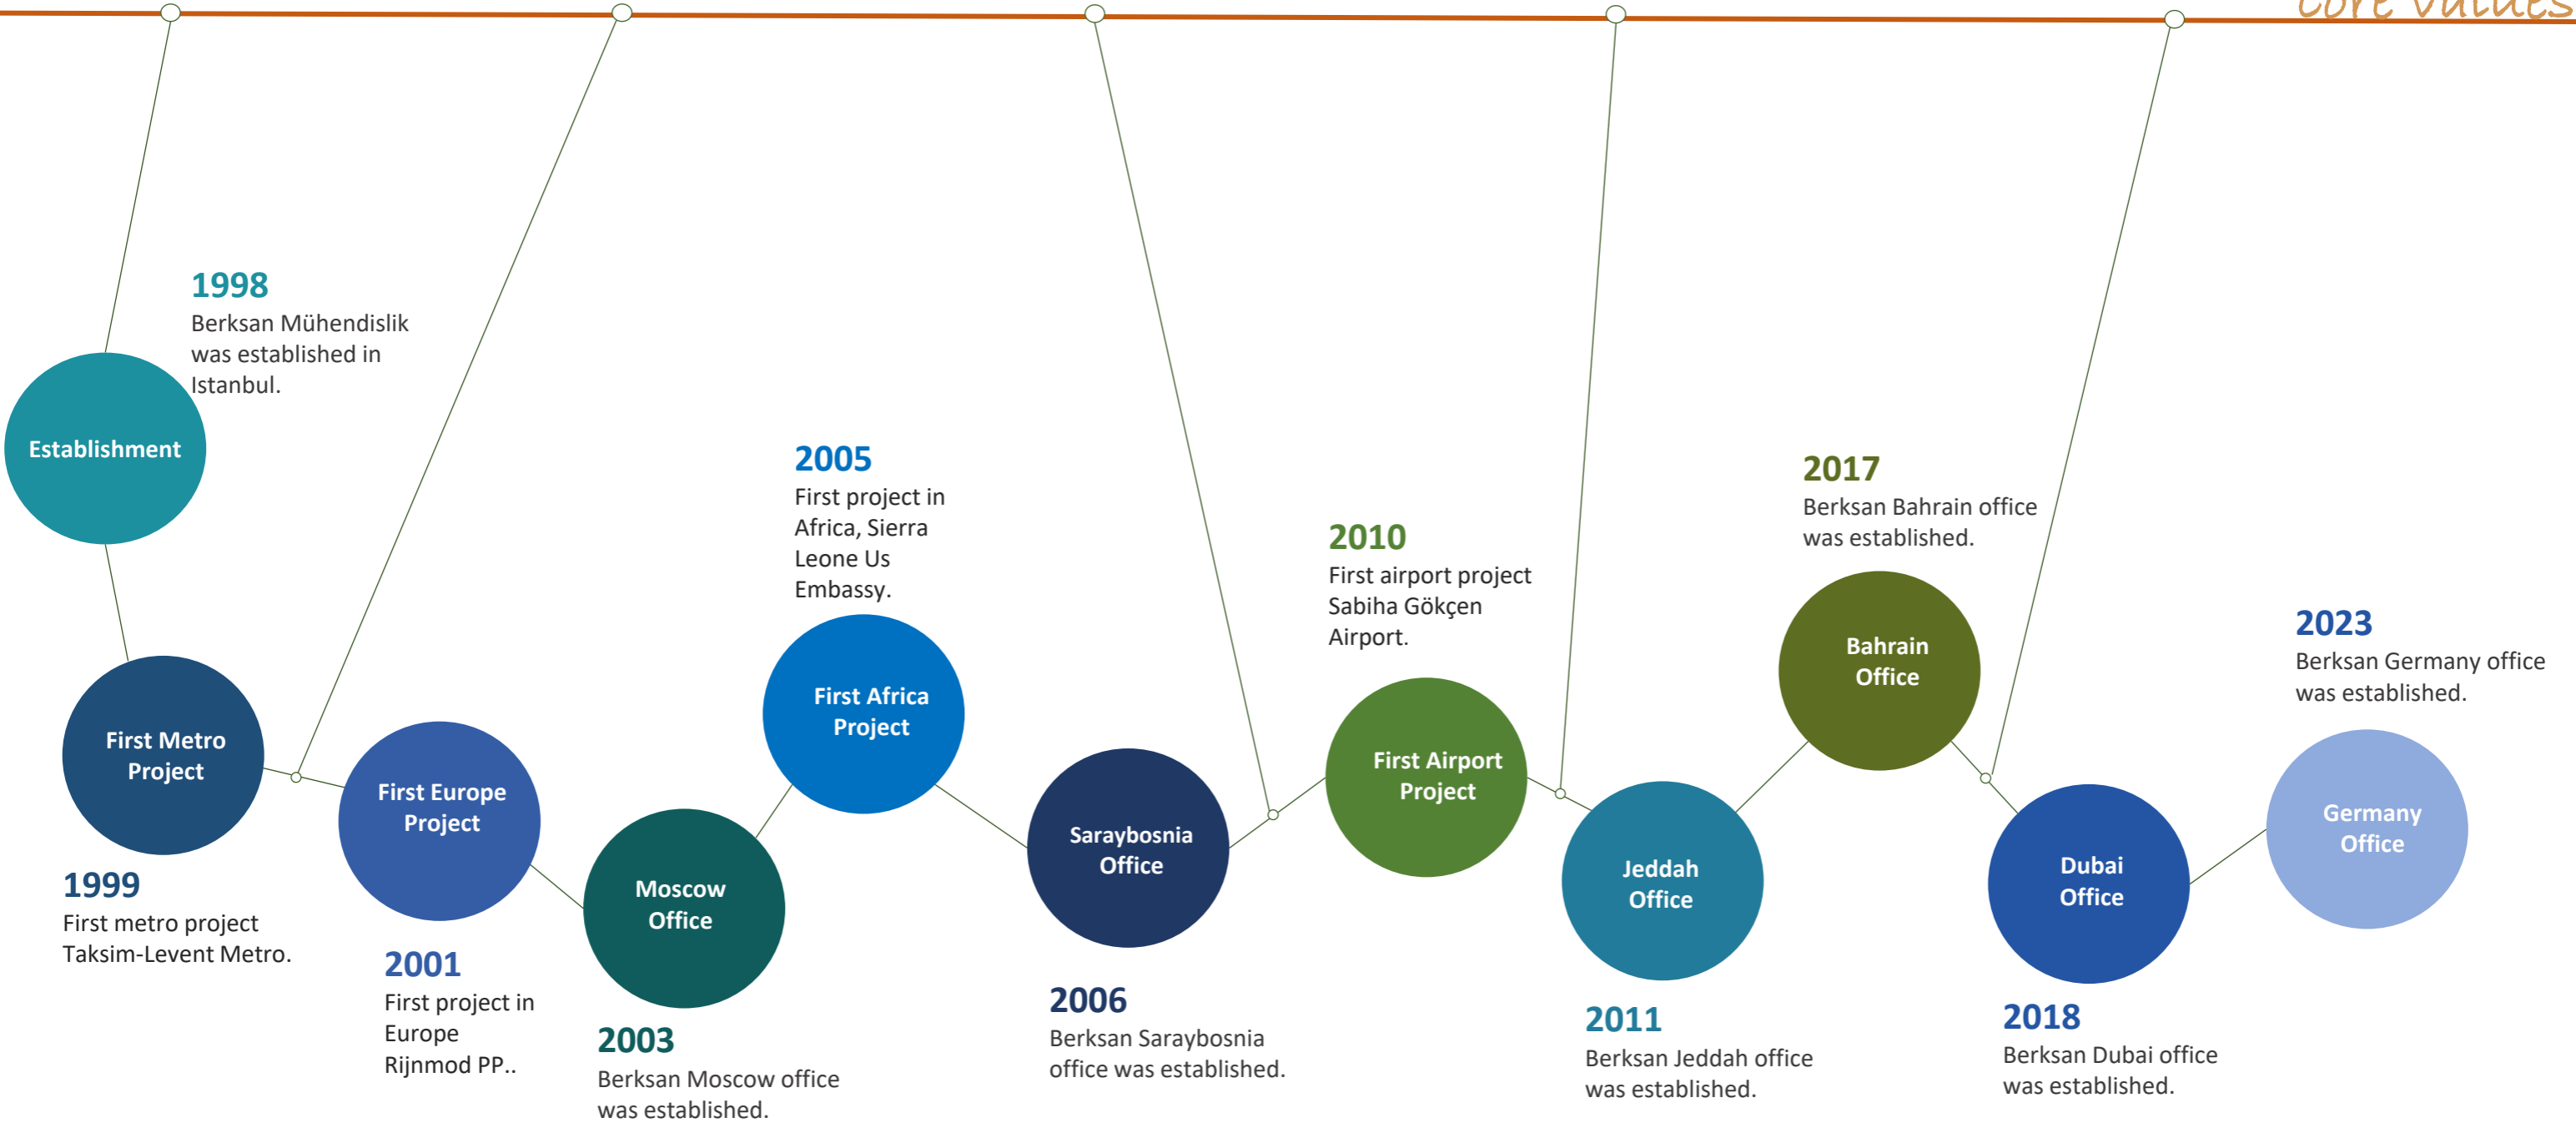 core values
1998
Berksan Mühendislik
was established in
Istanbul.
Establishment
First Metro
Project
1999
First metro project
Taksim-Levent Metro.
First Europe
Project
2001
First project in
Europe
Rijnmod PP..
Moscow
Office
2003
Berksan Moscow office
was established.
2005
First project in
Africa, Sierra
Leone Us
Embassy.
First Africa
Project
Saraybosnia
Office
2006
Berksan Saraybosnia
office was established.
2010
First airport project
Sabiha Gökçen
Airport.
First Airport
Project
Jeddah
Office
2011
Berksan Jeddah office
was established.
2017
Berksan Bahrain office
was established.
Bahrain
Office
Dubai
Office
2018
Berksan Dubai office
was established.
2023
Berksan Germany office
was established.
Germany
Office